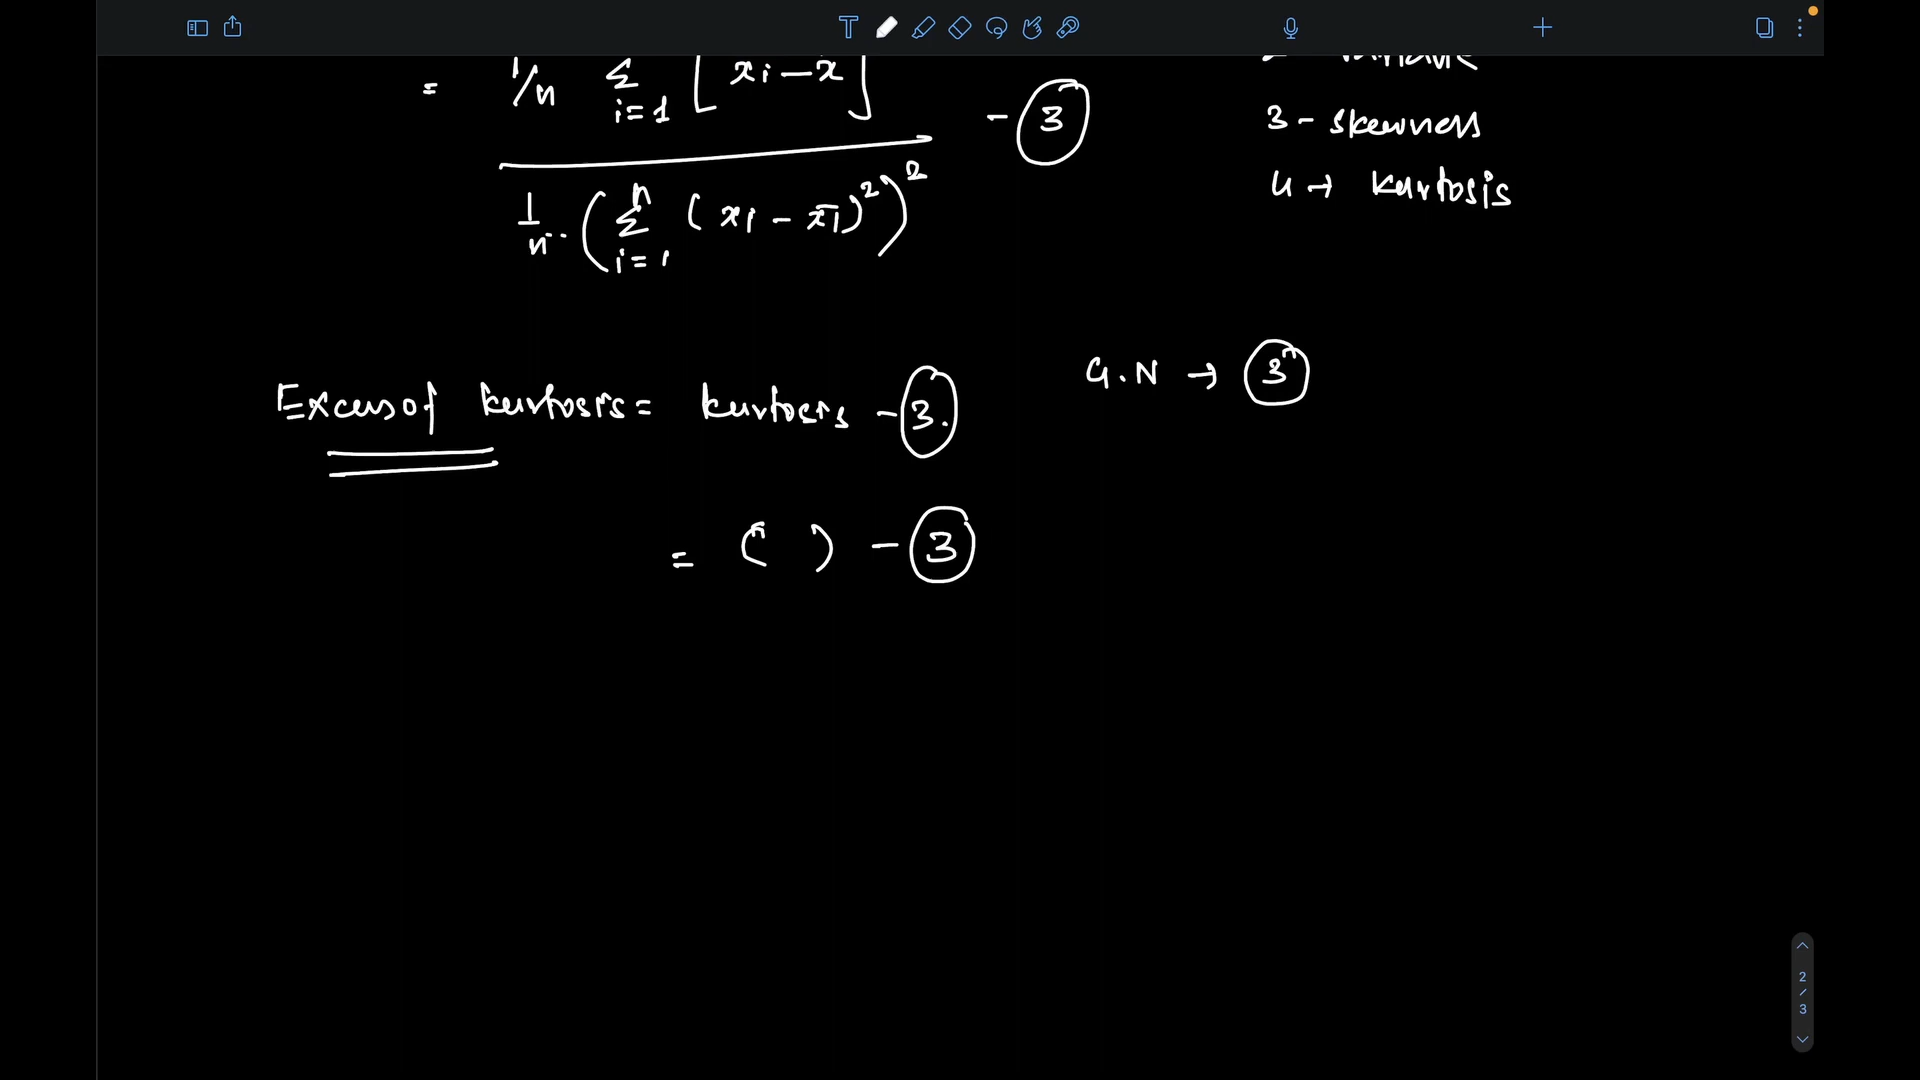 = 1/n Σ i=1 [xi – x] – 3
1/n (Σ n i=1 (xi – x̄i)²)²
3 - skewness
4 → kurtosis
G.N → 3
Excess of kurtosis = kurtosis – 3.
= ( ) – 3
2
/
3